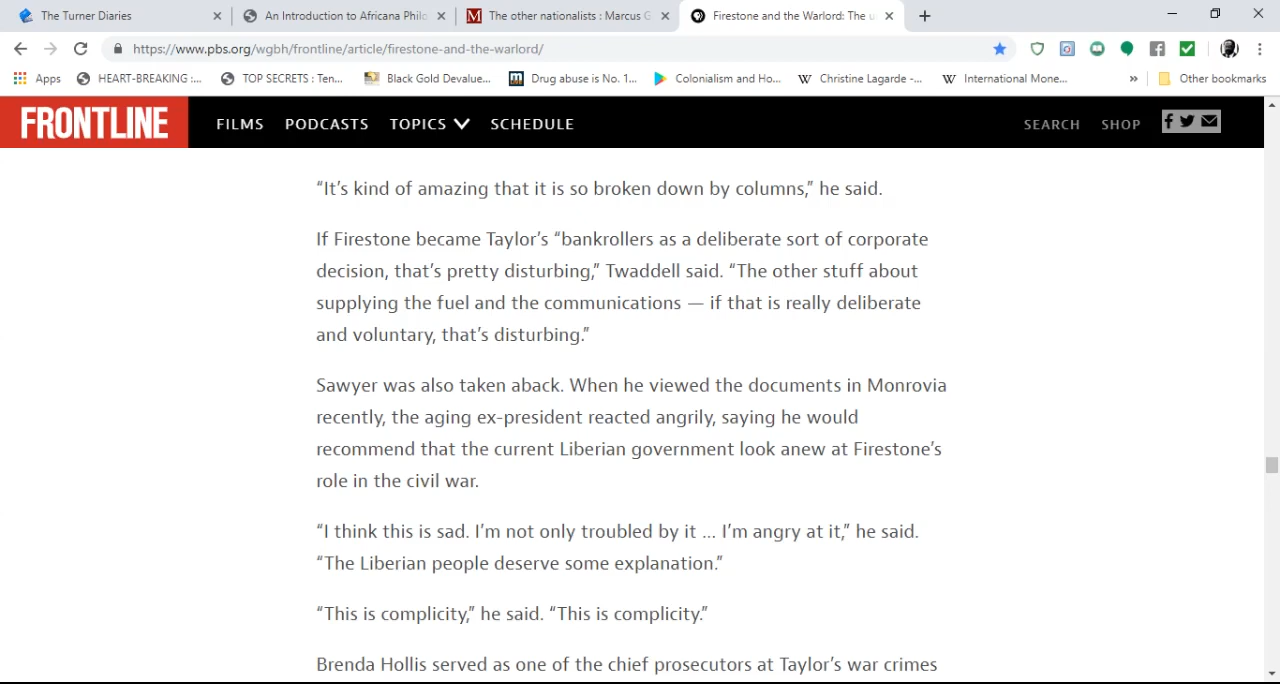 The Turner Diaries
An Introduction to Africana Philo
The other nationalists : Marcus G
Firestone and the Warlord: The u
https://www.pbs.org/wgbh/frontline/article/firestone-and-the-warlord/
Apps
HEART-BREAKING :...
TOP SECRETS : Ten...
Black Gold Devalue...
Drug abuse is No. 1...
Colonialism and Ho...
Christine Lagarde -...
International Mone...
»
Other bookmarks
FRONTLINE
FILMS
PODCASTS
TOPICS
SCHEDULE
SEARCH
SHOP
“It’s kind of amazing that it is so broken down by columns,” he said.
If Firestone became Taylor’s “bankrollers as a deliberate sort of corporate
decision, that’s pretty disturbing,” Twaddell said. “The other stuff about
supplying the fuel and the communications — if that is really deliberate
and voluntary, that’s disturbing.”
Sawyer was also taken aback. When he viewed the documents in Monrovia
recently, the aging ex-president reacted angrily, saying he would
recommend that the current Liberian government look anew at Firestone’s
role in the civil war.
“I think this is sad. I’m not only troubled by it ... I’m angry at it,” he said.
“The Liberian people deserve some explanation.”
“This is complicity,” he said. “This is complicity.”
Brenda Hollis served as one of the chief prosecutors at Taylor’s war crimes